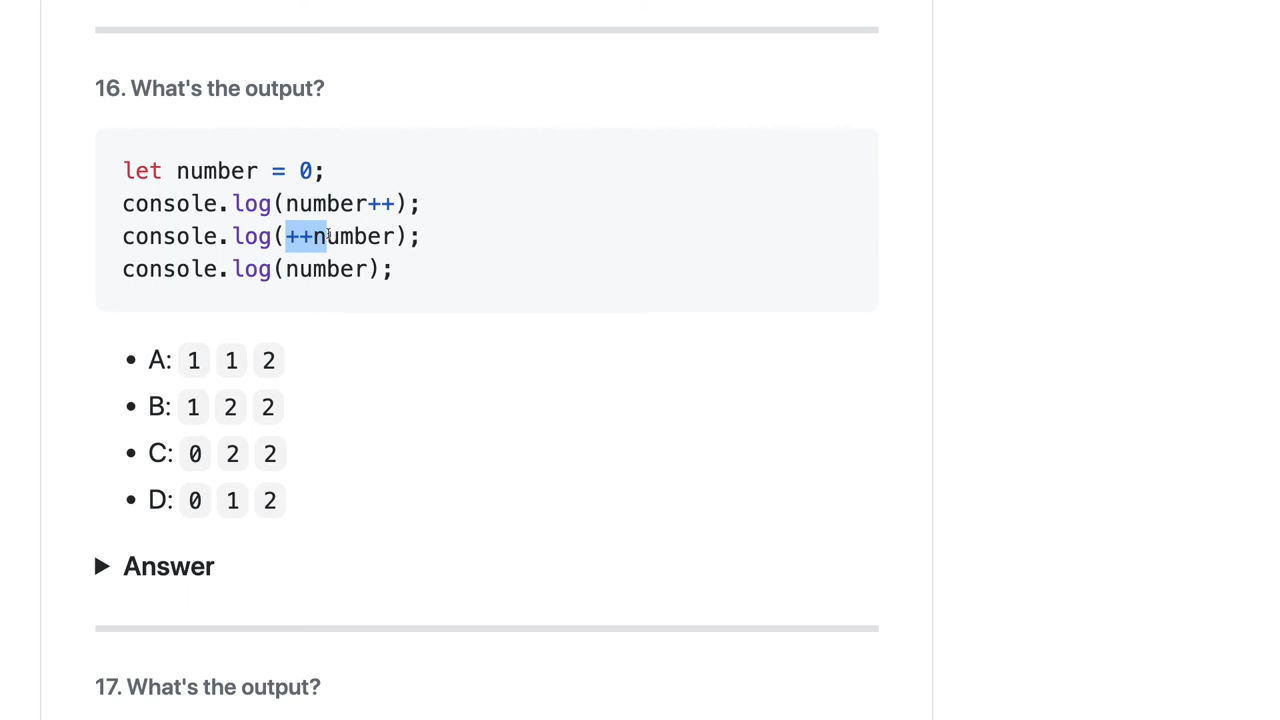 16. What's the output?
let number = 0;
console.log(number++);
console.log(++number);
console.log(number);
A: 1 1 2
B: 1 2 2
C: 0 2 2
D: 0 1 2
Answer
17. What's the output?